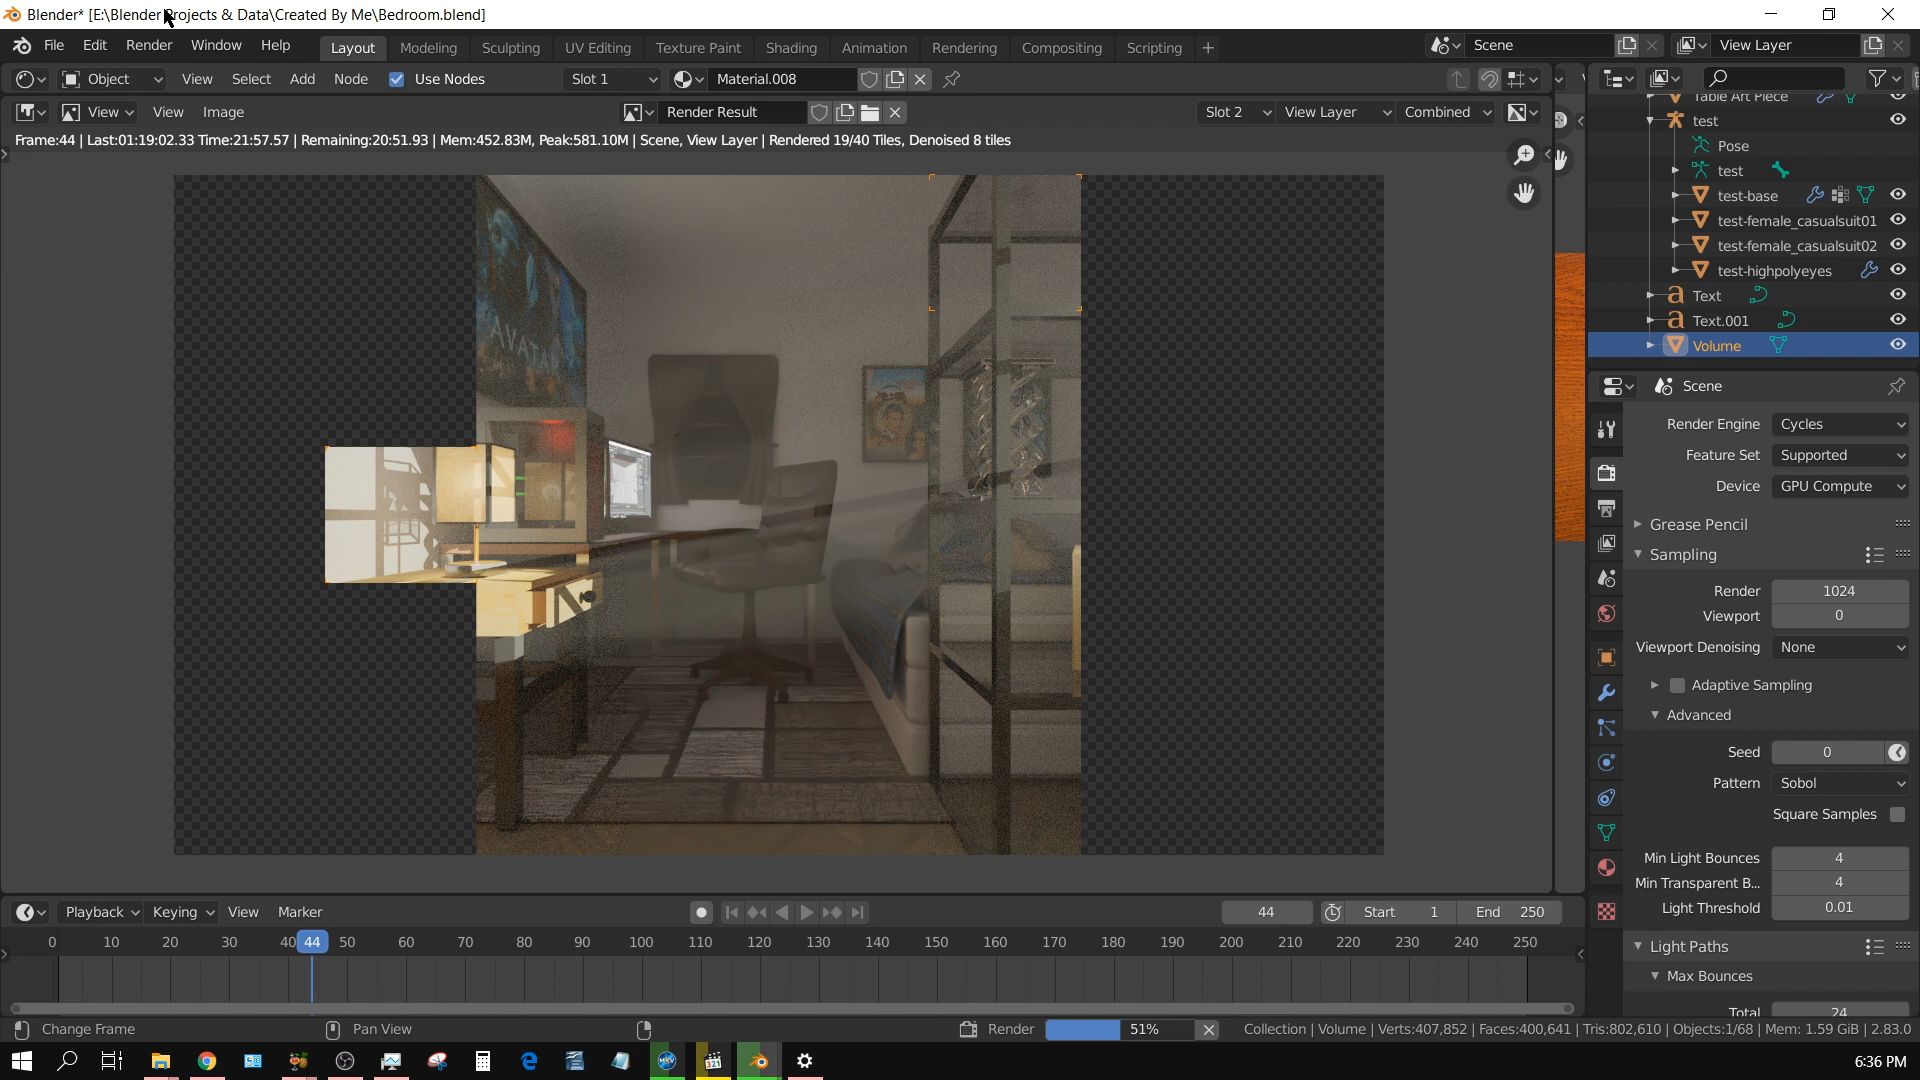 Blender* [E:\Blender Projects & Data\Created By Me\Bedroom.blend]
File Edit Render Window Help Layout Modeling Sculpting UV Editing Texture Paint Shading Animation Rendering Compositing Scripting + Scene View Layer
Object View Select Add Node Use Nodes Slot 1 Material.008
View View Image Render Result Slot 2 View Layer Combined
Frame:44 | Last:01:19:02.33 Time:21:57.57 | Remaining:20:51.93 | Mem:452.83M, Peak:581.10M | Scene, View Layer | Rendered 19/40 Tiles, Denoised 8 tiles
AVATAR
Table Art Piece
test
Pose
test
test-base
test-female_casualsuit01
test-female_casualsuit02
test-highpolyeyes
Text
Text.001
Volume
Scene
Render Engine Cycles
Feature Set Supported
Device GPU Compute
Grease Pencil
Sampling
Render 1024
Viewport 0
Viewport Denoising None
Adaptive Sampling
Advanced
Seed 0
Pattern Sobol
Square Samples
Min Light Bounces 4
Min Transparent B... 4
Light Threshold 0.01
Light Paths
Max Bounces
Total 24
Playback Keying View Marker 44 Start 1 End 250
0 10 20 30 40 44 50 60 70 80 90 100 110 120 130 140 150 160 170 180 190 200 210 220 230 240 250
Change Frame Pan View Render 51% Collection | Volume | Verts:407,852 | Faces:400,641 | Tris:802,610 | Objects:1/68 | Mem: 1.59 GiB | 2.83.0
MRV 321 6:36 PM